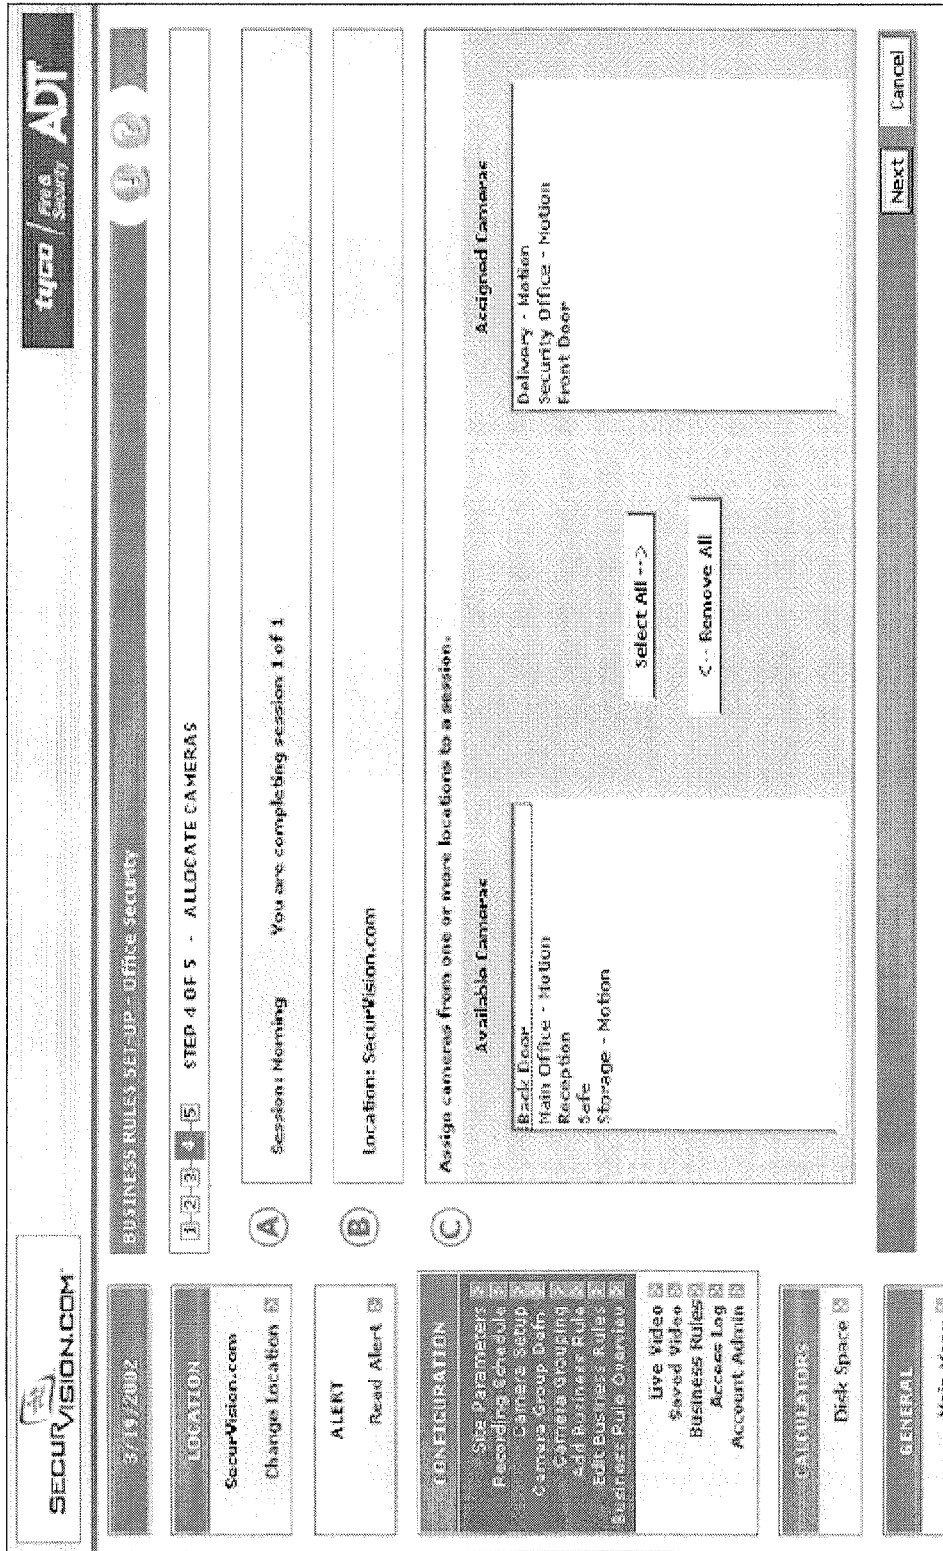 SECURVISION.COM
tyco | Fire & Security ADT
3/19/2002
LOCATION
SecurVision.com
Change Location
ALERT
Read Alert
CONFIGURATION
Site Parameters
Recording Schedule
Camera Setup
Camera Group Defn
Camera Grouping
Add Business Rule
Edit Business Rules
Business Rule Overview
Live Video
Saved Video
Business Rules
Access Log
Account Admin
CALCULATORS
Disk Space
GENERAL
BUSINESS RULES SET-UP - Office Security
1 2 3 4 5 STEP 4 OF 5 - ALLOCATE CAMERAS
A Session: Morning You are completing session 1 of 1
B Location: SecurVision.com
C Assign cameras from one or more locations to a session.
Available Cameras
Back Door
Main Office - Motion
Reception
Safe
Storage - Motion
Select All -->
<-- Remove All
Assigned Cameras
Delivery - Motion
Security Office - Motion
Front Door
Next
Cancel